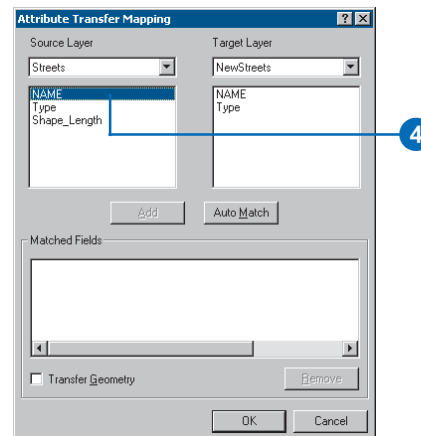 Attribute Transfer Mapping
Source Layer Target Layer
Streets NewStreets
NAME NAME
Type Type
Shape_Length
4
Add Auto Match
Matched Fields
Transfer Geometry Remove
OK Cancel